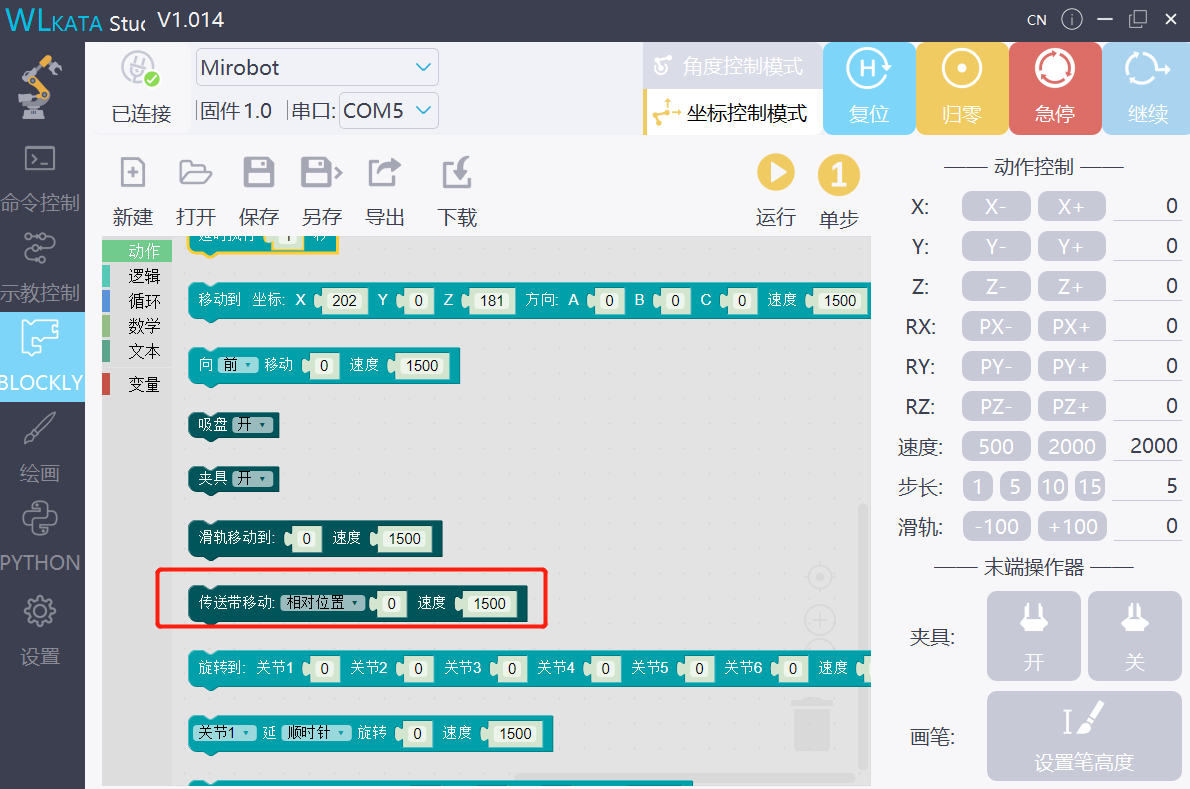 WLKATA Stuc V1.014 CN
Mirobot
已连接 固件 1.0 串口: COM5
角度控制模式
坐标控制模式
复位 归零 急停 继续
命令控制
示教控制
BLOCKLY
绘画
PYTHON
设置
新建 打开 保存 另存 导出 下载 运行 1 单步
动作
逻辑
循环
数学
文本
变量
延时执行 1 秒
移动到 坐标: X 202 Y 0 Z 181 方向: A 0 B 0 C 0 速度 1500
向 前 移动 0 速度 1500
吸盘 开
夹具 开
滑轨移动到: 0 速度 1500
传送带移动: 相对位置 0 速度 1500
旋转到: 关节1 0 关节2 0 关节3 0 关节4 0 关节5 0 关节6 0 速度
关节1 延 顺时针 旋转 0 速度 1500
动作控制
X: X- X+ 0
Y: Y- Y+ 0
Z: Z- Z+ 0
RX: PX- PX+ 0
RY: PY- PY+ 0
RZ: PZ- PZ+ 0
速度: 500 2000 2000
步长: 1 5 10 15 5
滑轨: -100 +100 0
末端操作器
夹具: 开 关
画笔: 设置笔高度